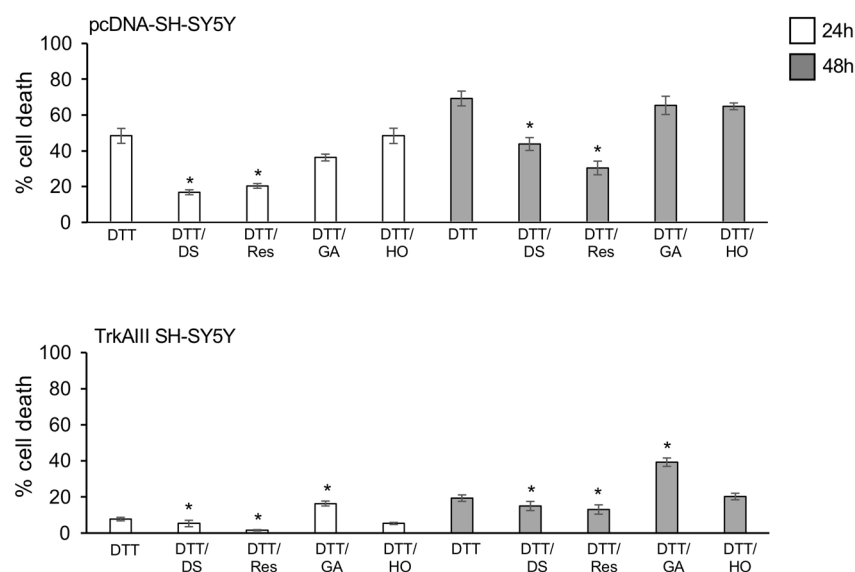 pcDNA-SH-SY5Y
24h
48h
% cell death
100
80
60
40
20
0
* * * *
DTT DTT/ DTT/ DTT/ DTT/ DTT DTT/ DTT/ DTT/ DTT/
DS Res GA HO DS Res GA HO
TrkAIII SH-SY5Y
% cell death
100
80
60
40
20
0
* * * * * *
DTT DTT/ DTT/ DTT/ DTT/ DTT DTT/ DTT/ DTT/ DTT/
DS Res GA HO DS Res GA HO